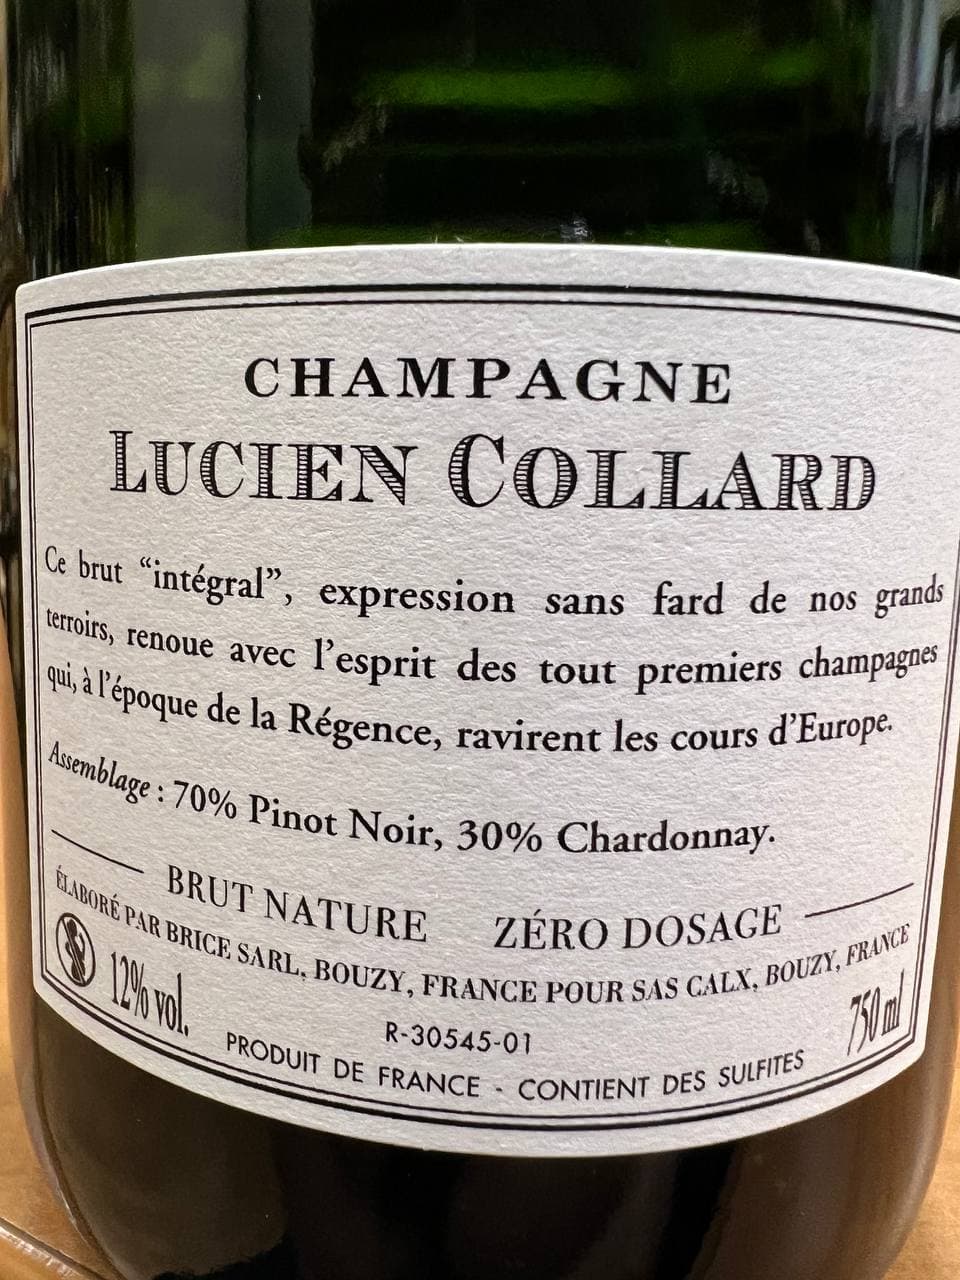 CHAMPAGNE
LUCIEN COLLARD
Ce brut “intégral”, expression sans fard de nos grands
terroirs, renoue avec l’esprit des tout premiers champagnes
qui, à l’époque de la Régence, ravirent les cours d’Europe.
Assemblage : 70% Pinot Noir, 30% Chardonnay.
BRUT NATURE ZÉRO DOSAGE
ÉLABORÉ PAR BRICE SARL, BOUZY, FRANCE POUR SAS CALX, BOUZY, FRANCE
12% vol. R-30545-01 750 ml
PRODUIT DE FRANCE - CONTIENT DES SULFITES